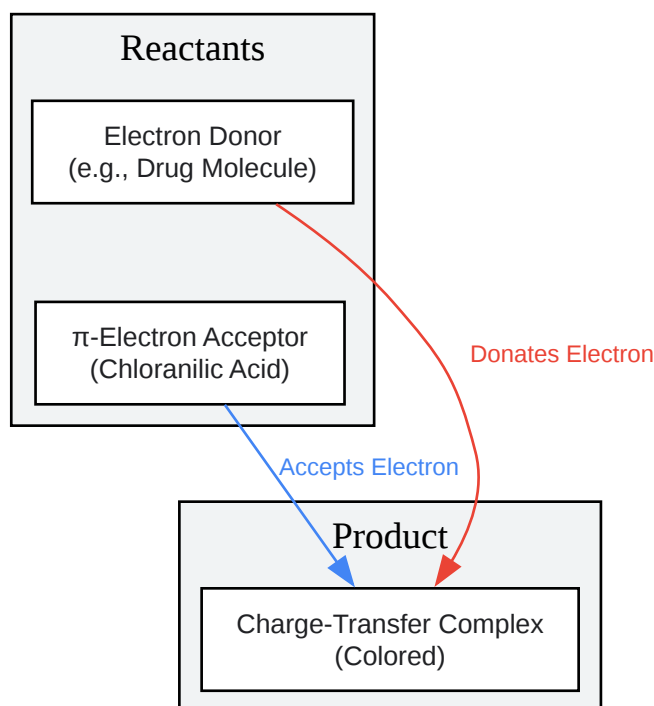 Reactants
Electron Donor
(e.g., Drug Molecule)
π-Electron Acceptor
(Chloranilic Acid)
Donates Electron
Accepts Electron
Product
Charge-Transfer Complex
(Colored)